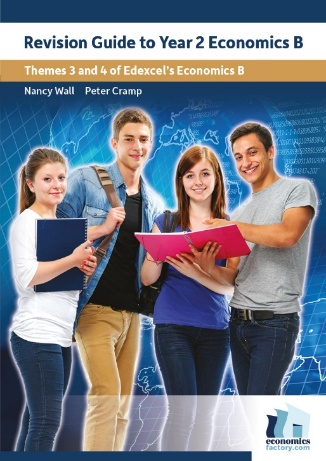 Revision Guide to Year 2 Economics B
Themes 3 and 4 of Edexcel's Economics B
Nancy Wall Peter Cramp
economics
factory.com